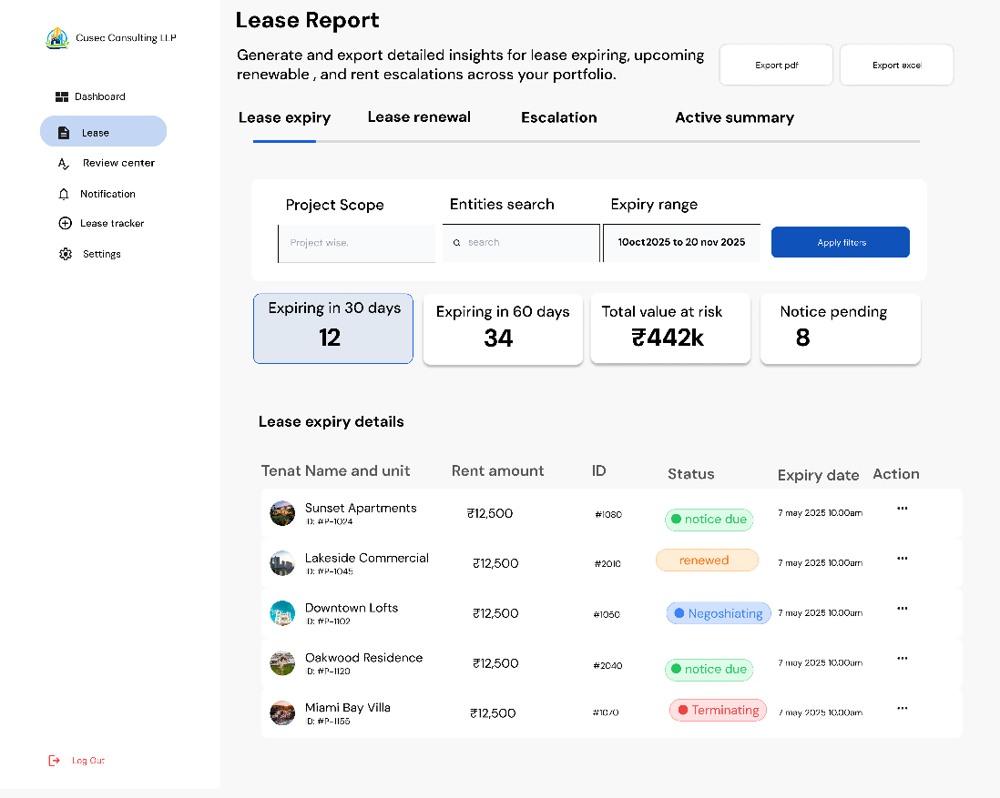 Cusec Consulting LLP
Dashboard
Lease
Review center
Notification
Lease tracker
Settings
Log Out
Lease Report
Generate and export detailed insights for lease expiring, upcoming
renewable , and rent escalations across your portfolio.
Export pdf
Export excel
Lease expiry
Lease renewal
Escalation
Active summary
Project Scope
Entities search
Expiry range
Project wise.
search
10oct2025 to 20 nov 2025
Apply filters
Expiring in 30 days
12
Expiring in 60 days
34
Total value at risk
₹442k
Notice pending
8
Lease expiry details
Tenat Name and unit Rent amount ID Status Expiry date Action
Sunset Apartments
ID: #P-1024
₹12,500 #1080 notice due 7 may 2025 10.00am
Lakeside Commercial
ID: #P-1045
₹12,500 #2010 renewed 7 may 2025 10.00am
Downtown Lofts
ID: #P-1102
₹12,500 #1050 Negoshiating 7 may 2025 10.00am
Oakwood Residence
ID: #P-1120
₹12,500 #2040 notice due 7 may 2025 10.00am
Miami Bay Villa
ID: #P-1155
₹12,500 #1070 Terminating 7 may 2025 10.00am